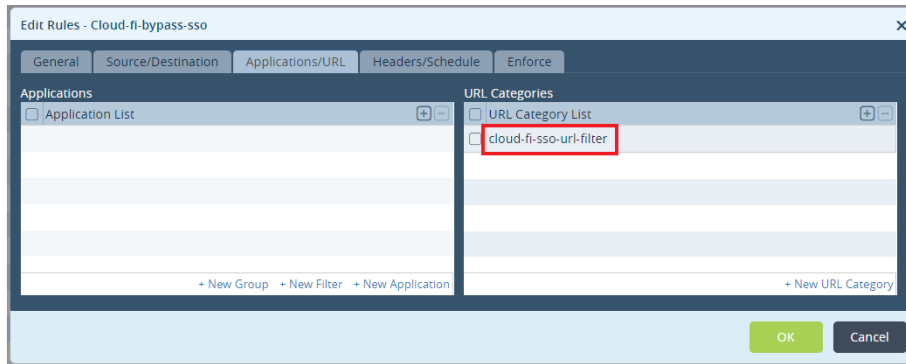 Edit Rules - Cloud-fi-bypass-sso
General Source/Destination Applications/URL Headers/Schedule Enforce
Applications URL Categories
Application List URL Category List
cloud-fi-sso-url-filter
+ New Group + New Filter + New Application + New URL Category
OK Cancel